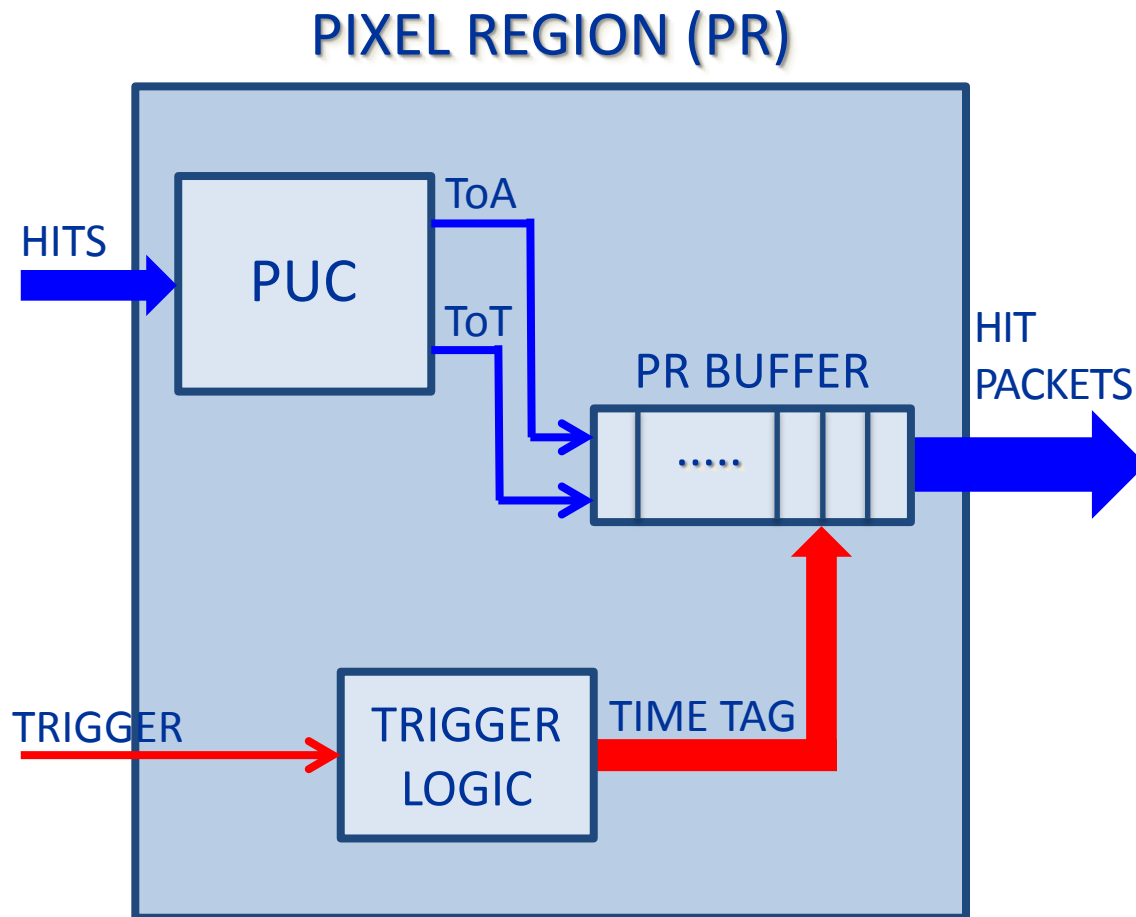 PIXEL REGION (PR)
ToA
HITS
PUC
ToT
HIT
PACKETS
PR BUFFER
.....
TRIGGER
TRIGGER
LOGIC
TIME TAG